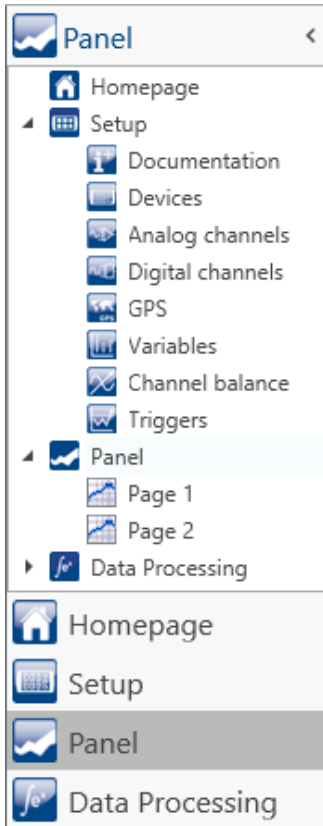 Panel <
Homepage
Setup
Documentation
Devices
Analog channels
Digital channels
GPS
Variables
Channel balance
Triggers
Panel
Page 1
Page 2
Data Processing
Homepage
Setup
Panel
Data Processing